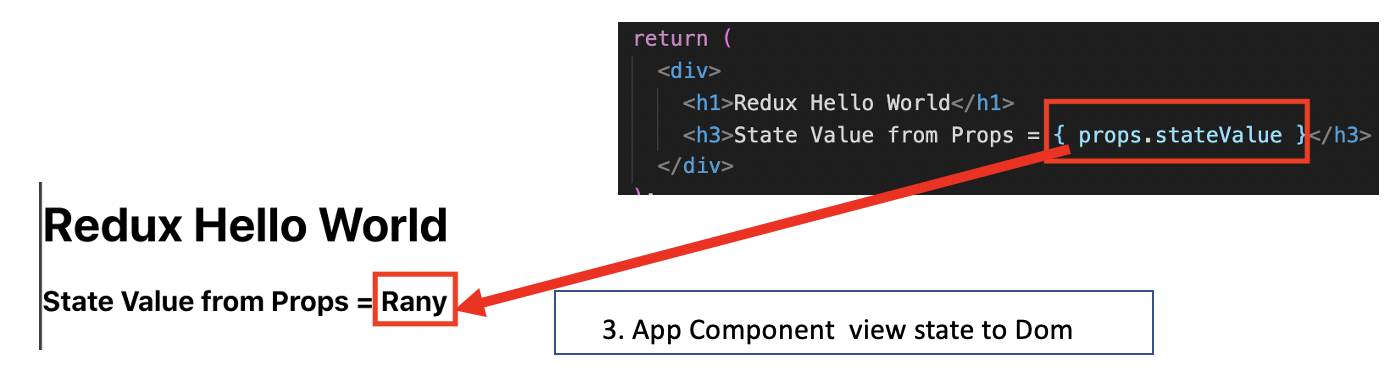 return (
<div>
<h1>Redux Hello World</h1>
<h3>State Value from Props = { props.stateValue }</h3>
</div>
);
Redux Hello World
State Value from Props = Rany
3. App Component view state to Dom